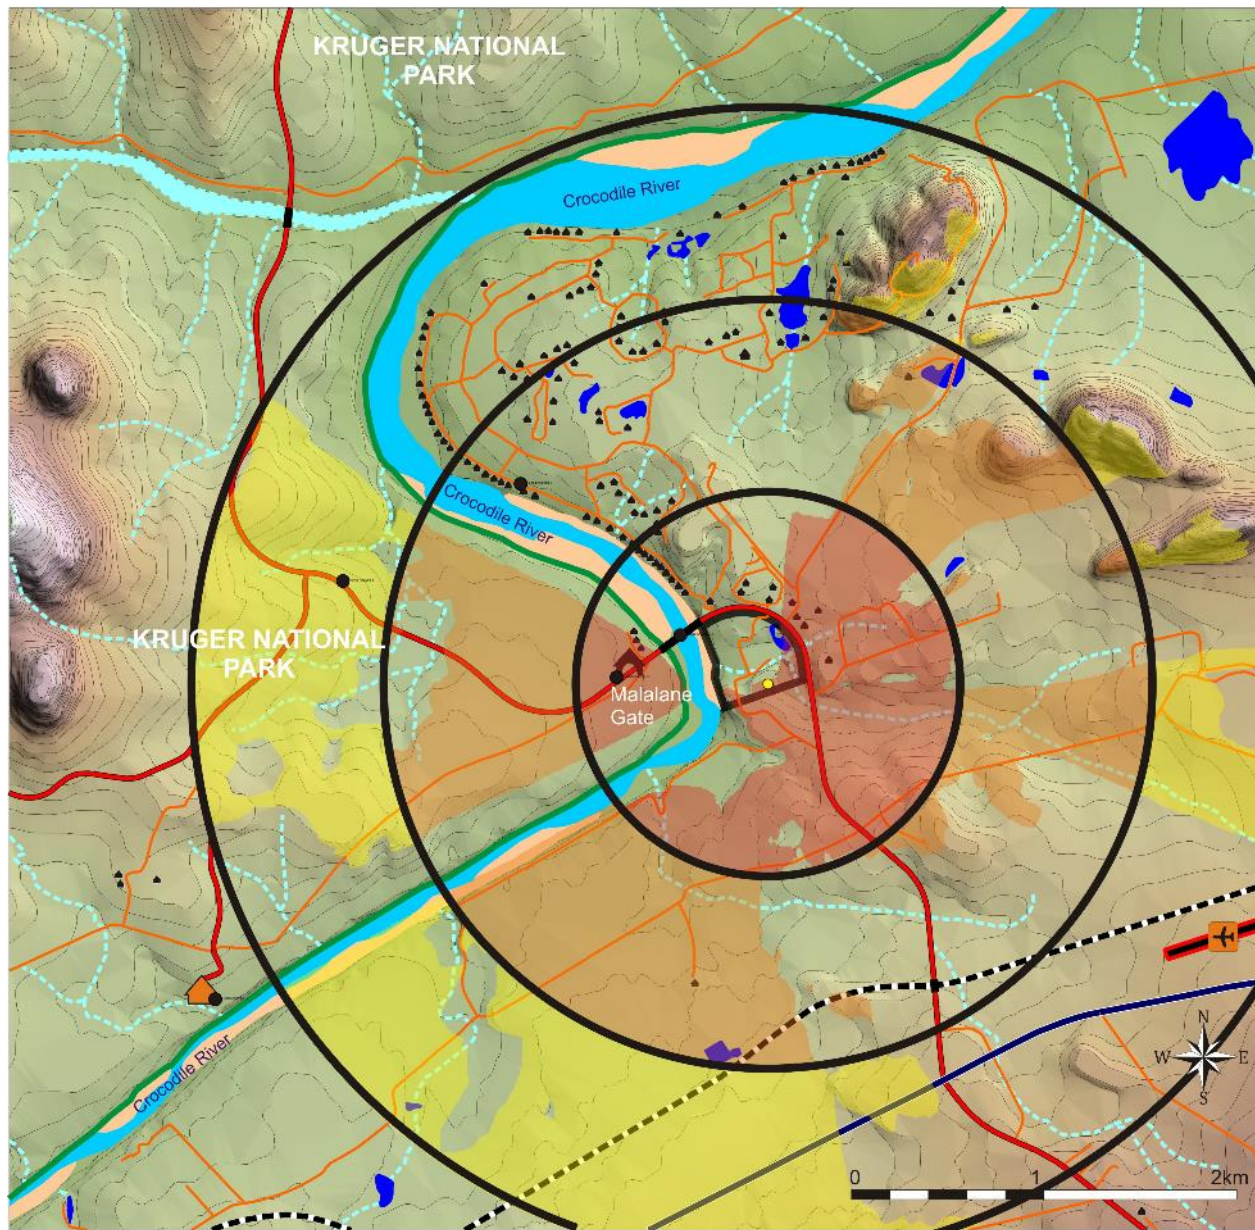 KRUGER NATIONAL
PARK
Crocodile River
Crocodile River
KRUGER NATIONAL
PARK
Malalane
Gate
N
W E
S
Crocodile River
0 1 2km